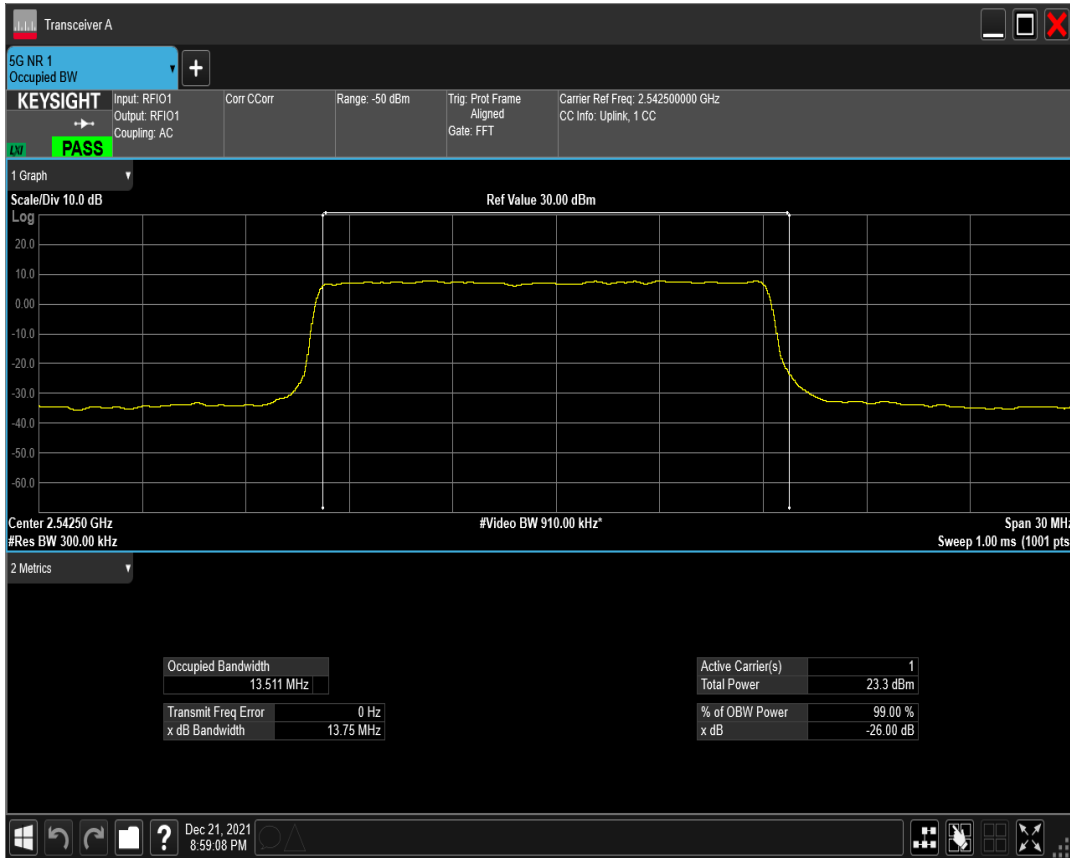 Transceiver A
5G NR 1
Occupied BW
KEYSIGHT
LXI
PASS
Input: RFIO1
Output: RFIO1
Coupling: AC
Corr CCorr
Range: -50 dBm
Trig: Prot Frame
Aligned
Gate: FFT
Carrier Ref Freq: 2.542500000 GHz
CC Info: Uplink, 1 CC
1 Graph
Scale/Div 10.0 dB
Ref Value 30.00 dBm
Log
20.0
10.0
0.00
-10.0
-20.0
-30.0
-40.0
-50.0
-60.0
Center 2.54250 GHz
#Video BW 910.00 kHz*
Span 30 MHz
#Res BW 300.00 kHz
Sweep 1.00 ms (1001 pts
2 Metrics
Occupied Bandwidth
13.511 MHz
Transmit Freq Error 0 Hz
x dB Bandwidth 13.75 MHz
Active Carrier(s) 1
Total Power 23.3 dBm
% of OBW Power 99.00 %
x dB -26.00 dB
?
Dec 21, 2021
8:59:08 PM